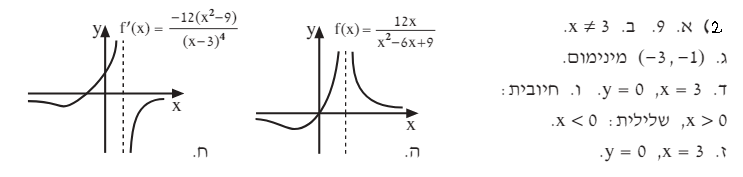 2) א. 9. ב. x ≠ 3.
ג. (-3, -1) מינימום.
ד. x = 3, y = 0. ו. חיובית:
x > 0, שלילית: x < 0.
ז. x = 3, y = 0.
y f(x) = 12x / x²-6x+9
x
ה.
y f'(x) = -12(x²-9) / (x-3)⁴
x
ח.